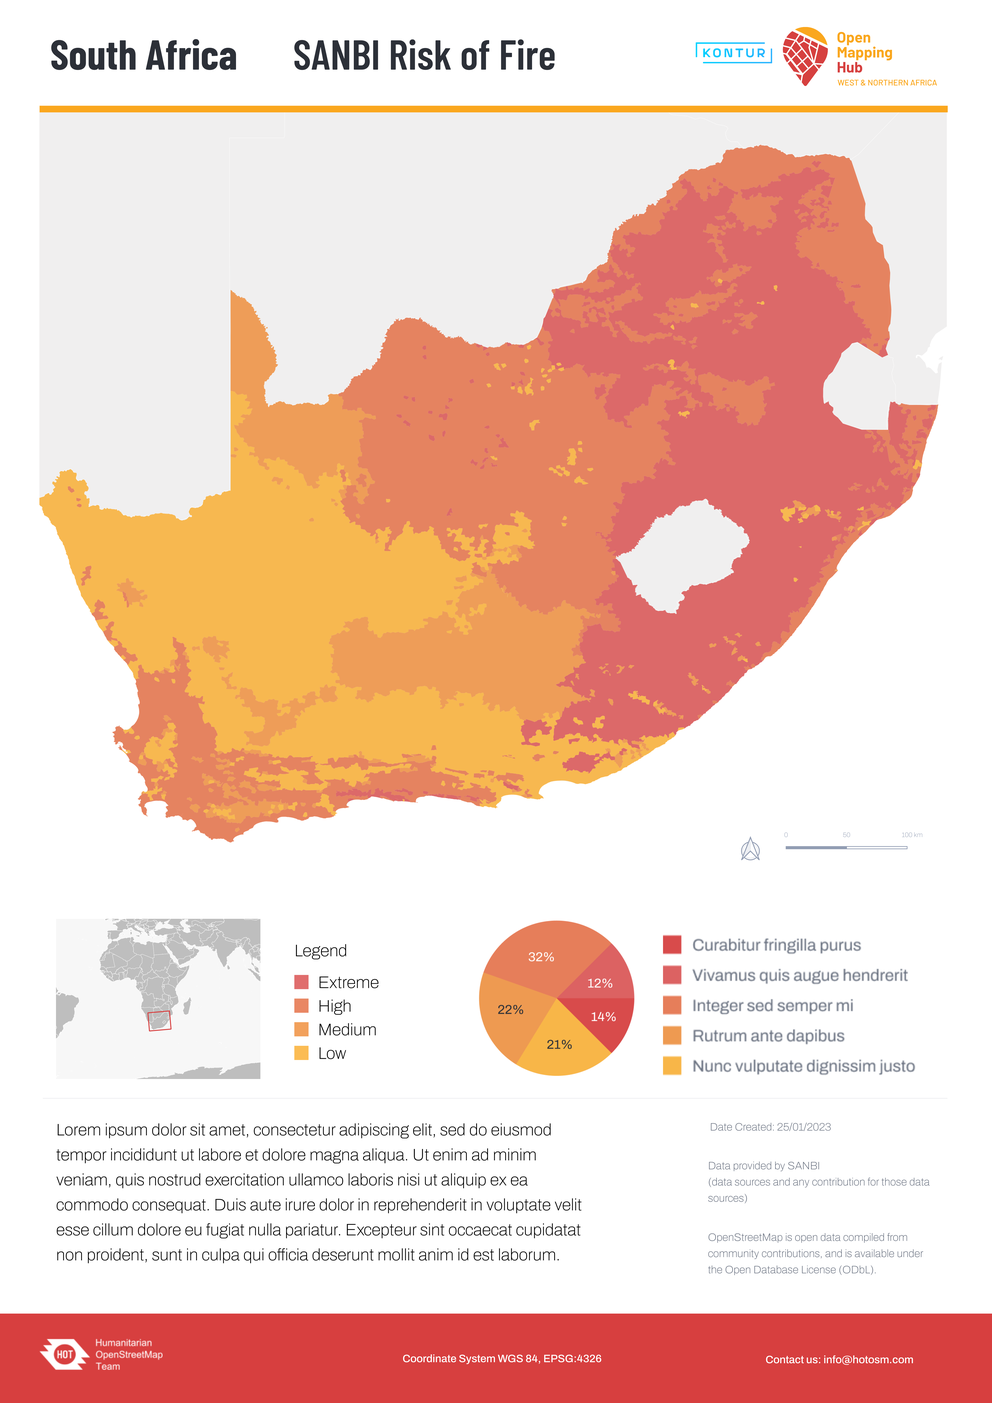 South Africa
SANBI Risk of Fire
KONTUR
Open
Mapping
Hub
WEST & NORTHERN AFRICA
0
50
100 km
Legend
Extreme
High
Medium
Low
32%
12%
22%
14%
21%
Curabitur fringilla purus
Vivamus quis augue hendrerit
Integer sed semper mi
Rutrum ante dapibus
Nunc vulputate dignissim justo
Lorem ipsum dolor sit amet, consectetur adipiscing elit, sed do eiusmod
tempor incididunt ut labore et dolore magna aliqua. Ut enim ad minim
veniam, quis nostrud exercitation ullamco laboris nisi ut aliquip ex ea
commodo consequat. Duis aute irure dolor in reprehenderit in voluptate velit
esse cillum dolore eu fugiat nulla pariatur. Excepteur sint occaecat cupidatat
non proident, sunt in culpa qui officia deserunt mollit anim id est laborum.
Date Created: 25/01/2023
Data provided by SANBI
(data sources and any contribution for those data
sources)
OpenStreetMap is open data compiled from
community contributions, and is available under
the Open Database License (ODbL).
HOT
Humanitarian
OpenStreetMap
Team
Coordinate System WGS 84, EPSG:4326
Contact us: info@hotosm.com